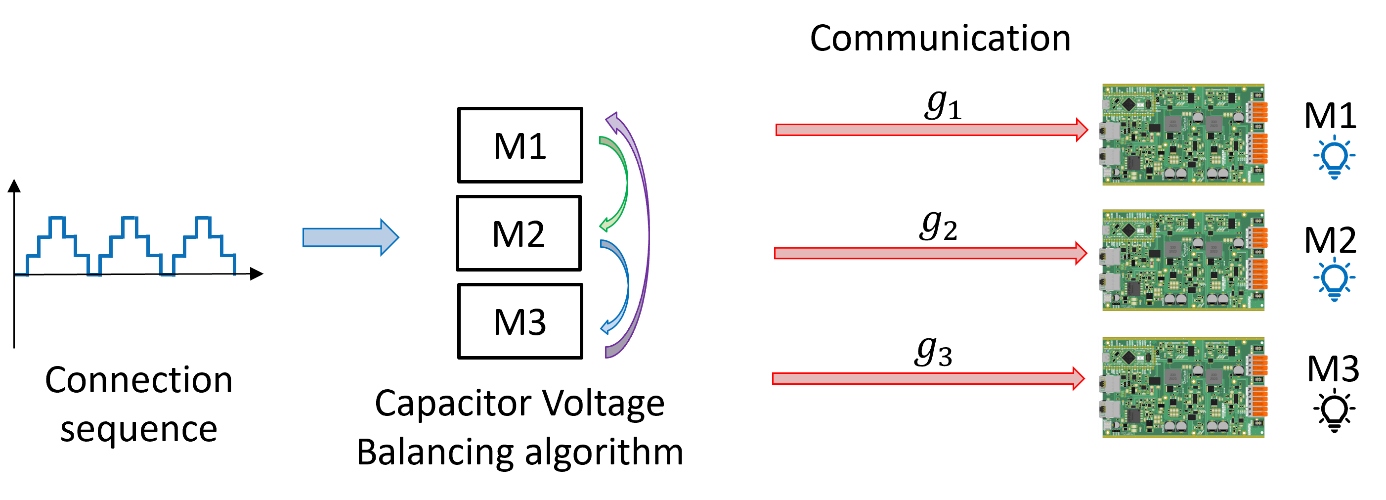 Communication
g₁
M1
M1
g₂
M2
M2
g₃
M3
M3
Connection
sequence
Capacitor Voltage
Balancing algorithm